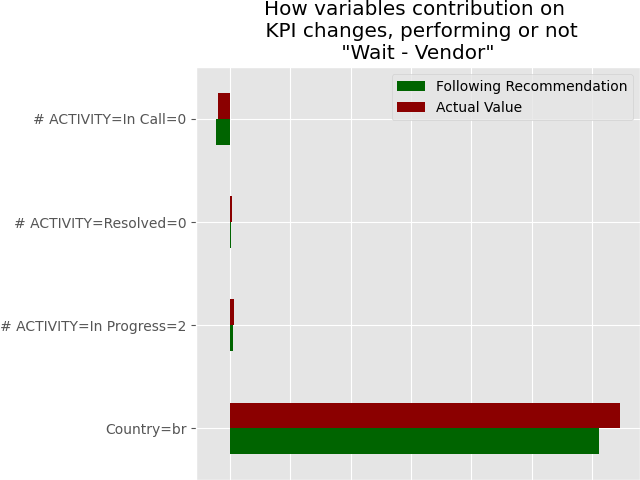 How variables contribution on
KPI changes, performing or not
"Wait - Vendor"
Following Recommendation
Actual Value
# ACTIVITY=In Call=0
# ACTIVITY=Resolved=0
# ACTIVITY=In Progress=2
Country=br